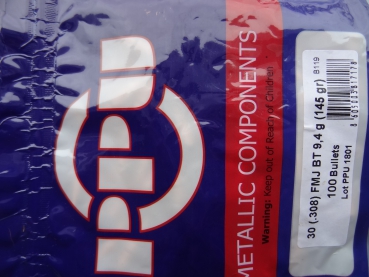 PPU
METALLIC COMPONENTS
Warning: Keep out of Reach of Children
30 (.308) FMJ BT 9,4 g (145 gr)
100 Bullets
Lot PPU 1801
B119